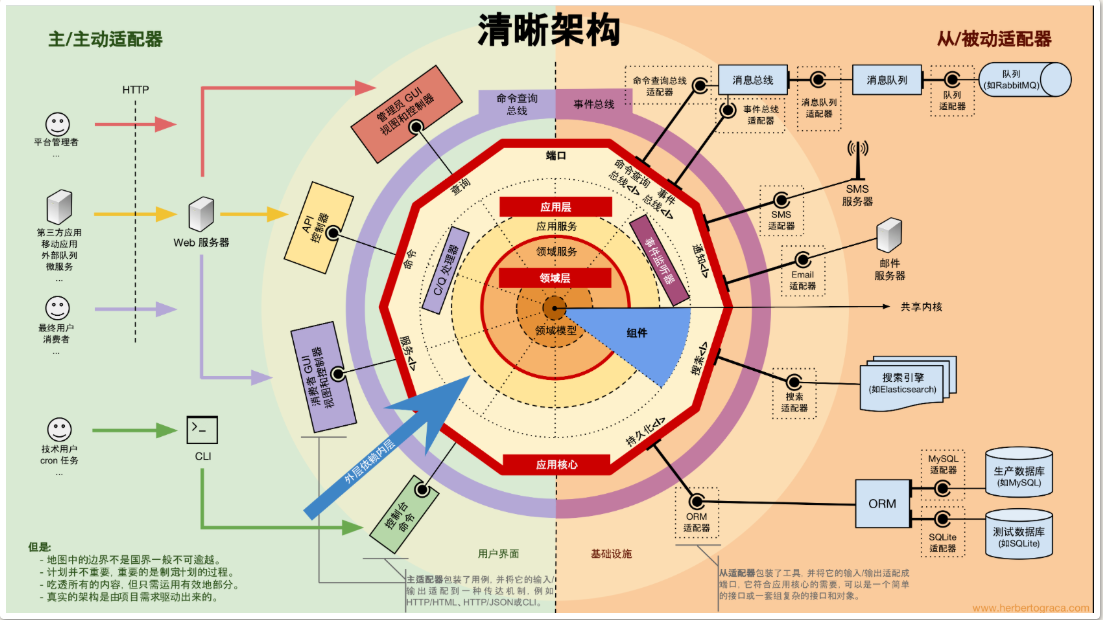 清晰架构
主/主动适配器
从/被动适配器
HTTP
平台管理者
...
第三方应用
移动应用
外部队列
微服务
...
最终用户
消费者
...
技术用户
cron 任务
...
Web 服务器
CLI
管理员 GUI
视图和控制器
API
控制器
消费者 GUI
视图和控制器
控制台
命令
命令查询
总线
事件总线
端口
查询
命令
服务</>
命令查询
总线</>
事件
总线</>
通知</>
搜索</>
持久化</>
应用层
应用服务
领域服务
领域层
领域模型
C/Q 处理器
事件监听器
组件
应用核心
外层依赖内层
共享内核
命令查询总线
适配器
消息总线
事件总线
适配器
消息队列
适配器
消息队列
队列
适配器
队列
(如RabbitMQ)
SMS
适配器
SMS
服务器
Email
适配器
邮件
服务器
搜索
适配器
搜索引擎
(如Elasticsearch)
ORM
适配器
ORM
MySQL
适配器
生产数据库
(如MySQL)
SQLite
适配器
测试数据库
(如SQLite)
用户界面
基础设施
但是:
- 地图中的边界不是国界一般不可逾越。
- 计划并不重要，重要的是制定计划的过程。
- 吃透所有的内容，但只需运用有效地部分。
- 真实的架构是由项目需求驱动出来的。
主适配器包装了用例，并将它的输入/
输出适配到一种传达机制，例如
HTTP/HTML、HTTP/JSON或CLI。
从适配器包装了工具，并将它的输入/输出适配成
端口，它符合应用核心的需要，可以是一个简单
的接口或一套组复杂的接口和对象。
www.herbertograca.com